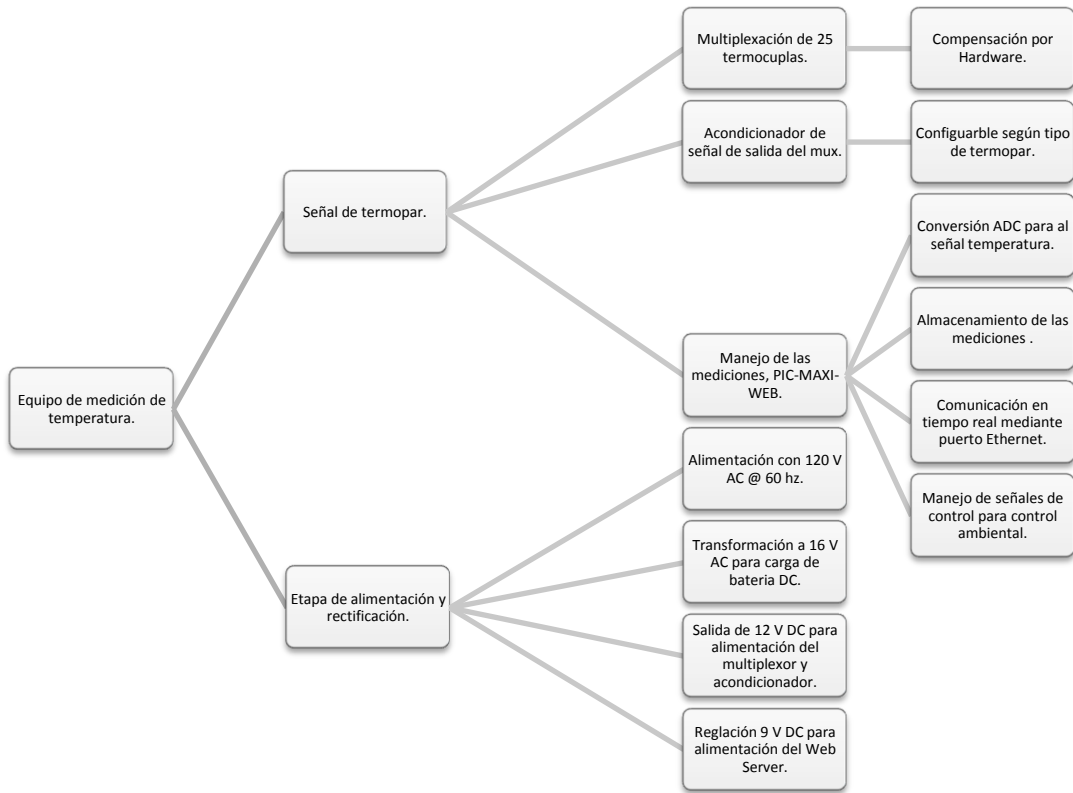 Equipo de medición de
temperatura.
Señal de termopar.
Multiplexación de 25
termocuplas.
Compensación por
Hardware.
Acondicionador de
señal de salida del mux.
Configuarble según tipo
de termopar.
Manejo de las
mediciones, PIC-MAXI-
WEB.
Conversión ADC para al
señal temperatura.
Almacenamiento de las
mediciones .
Comunicación en
tiempo real mediante
puerto Ethernet.
Manejo de señales de
control para control
ambiental.
Etapa de alimentación y
rectificación.
Alimentación con 120 V
AC @ 60 hz.
Transformación a 16 V
AC para carga de
bateria DC.
Salida de 12 V DC para
alimentación del
multiplexor y
acondicionador.
Reglación 9 V DC para
alimentación del Web
Server.